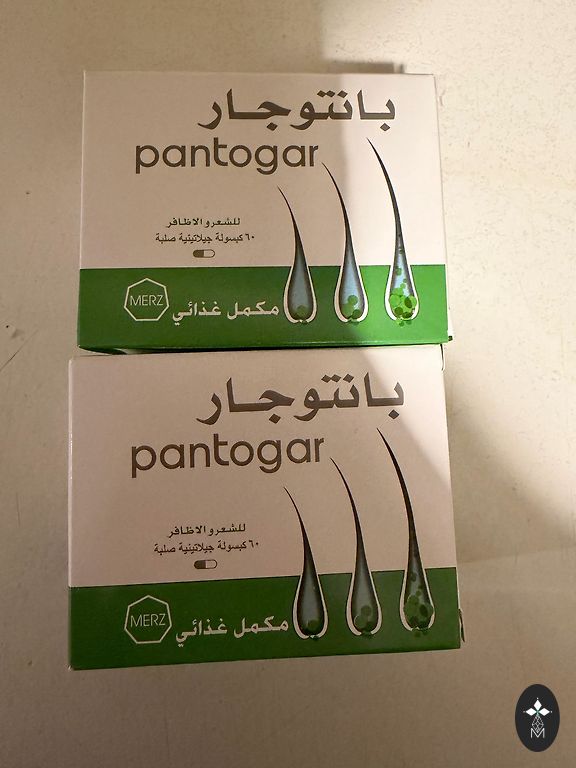 بانتوجار
pantogar
للشعر والاظافر
٦٠ كبسولة جيلاتينية صلبة
MERZ
مكمل غذائي
بانتوجار
pantogar
للشعر والاظافر
٦٠ كبسولة جيلاتينية صلبة
MERZ
مكمل غذائي
M